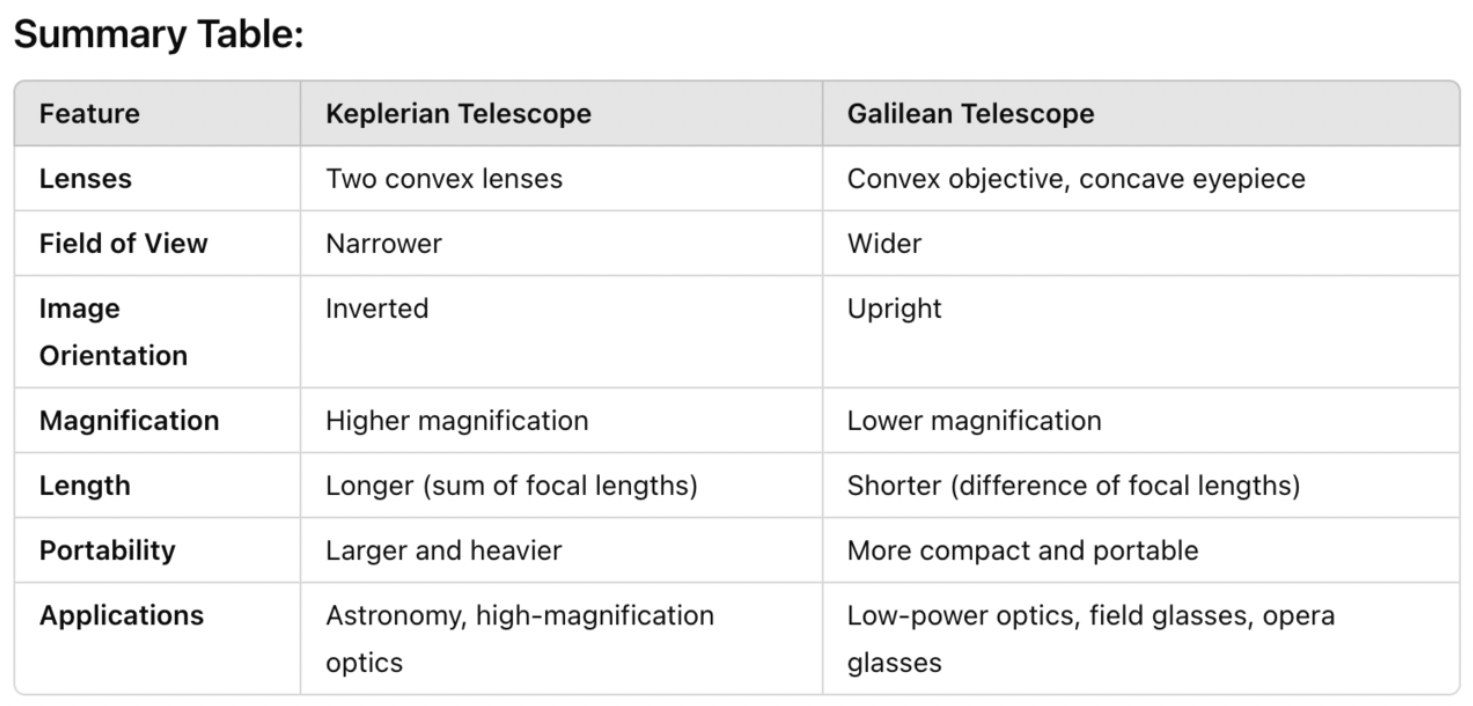 Summary Table:
Feature Keplerian Telescope Galilean Telescope
Lenses Two convex lenses Convex objective, concave eyepiece
Field of View Narrower Wider
Image Inverted Upright
Orientation
Magnification Higher magnification Lower magnification
Length Longer (sum of focal lengths) Shorter (difference of focal lengths)
Portability Larger and heavier More compact and portable
Applications Astronomy, high-magnification Low-power optics, field glasses, opera
optics glasses